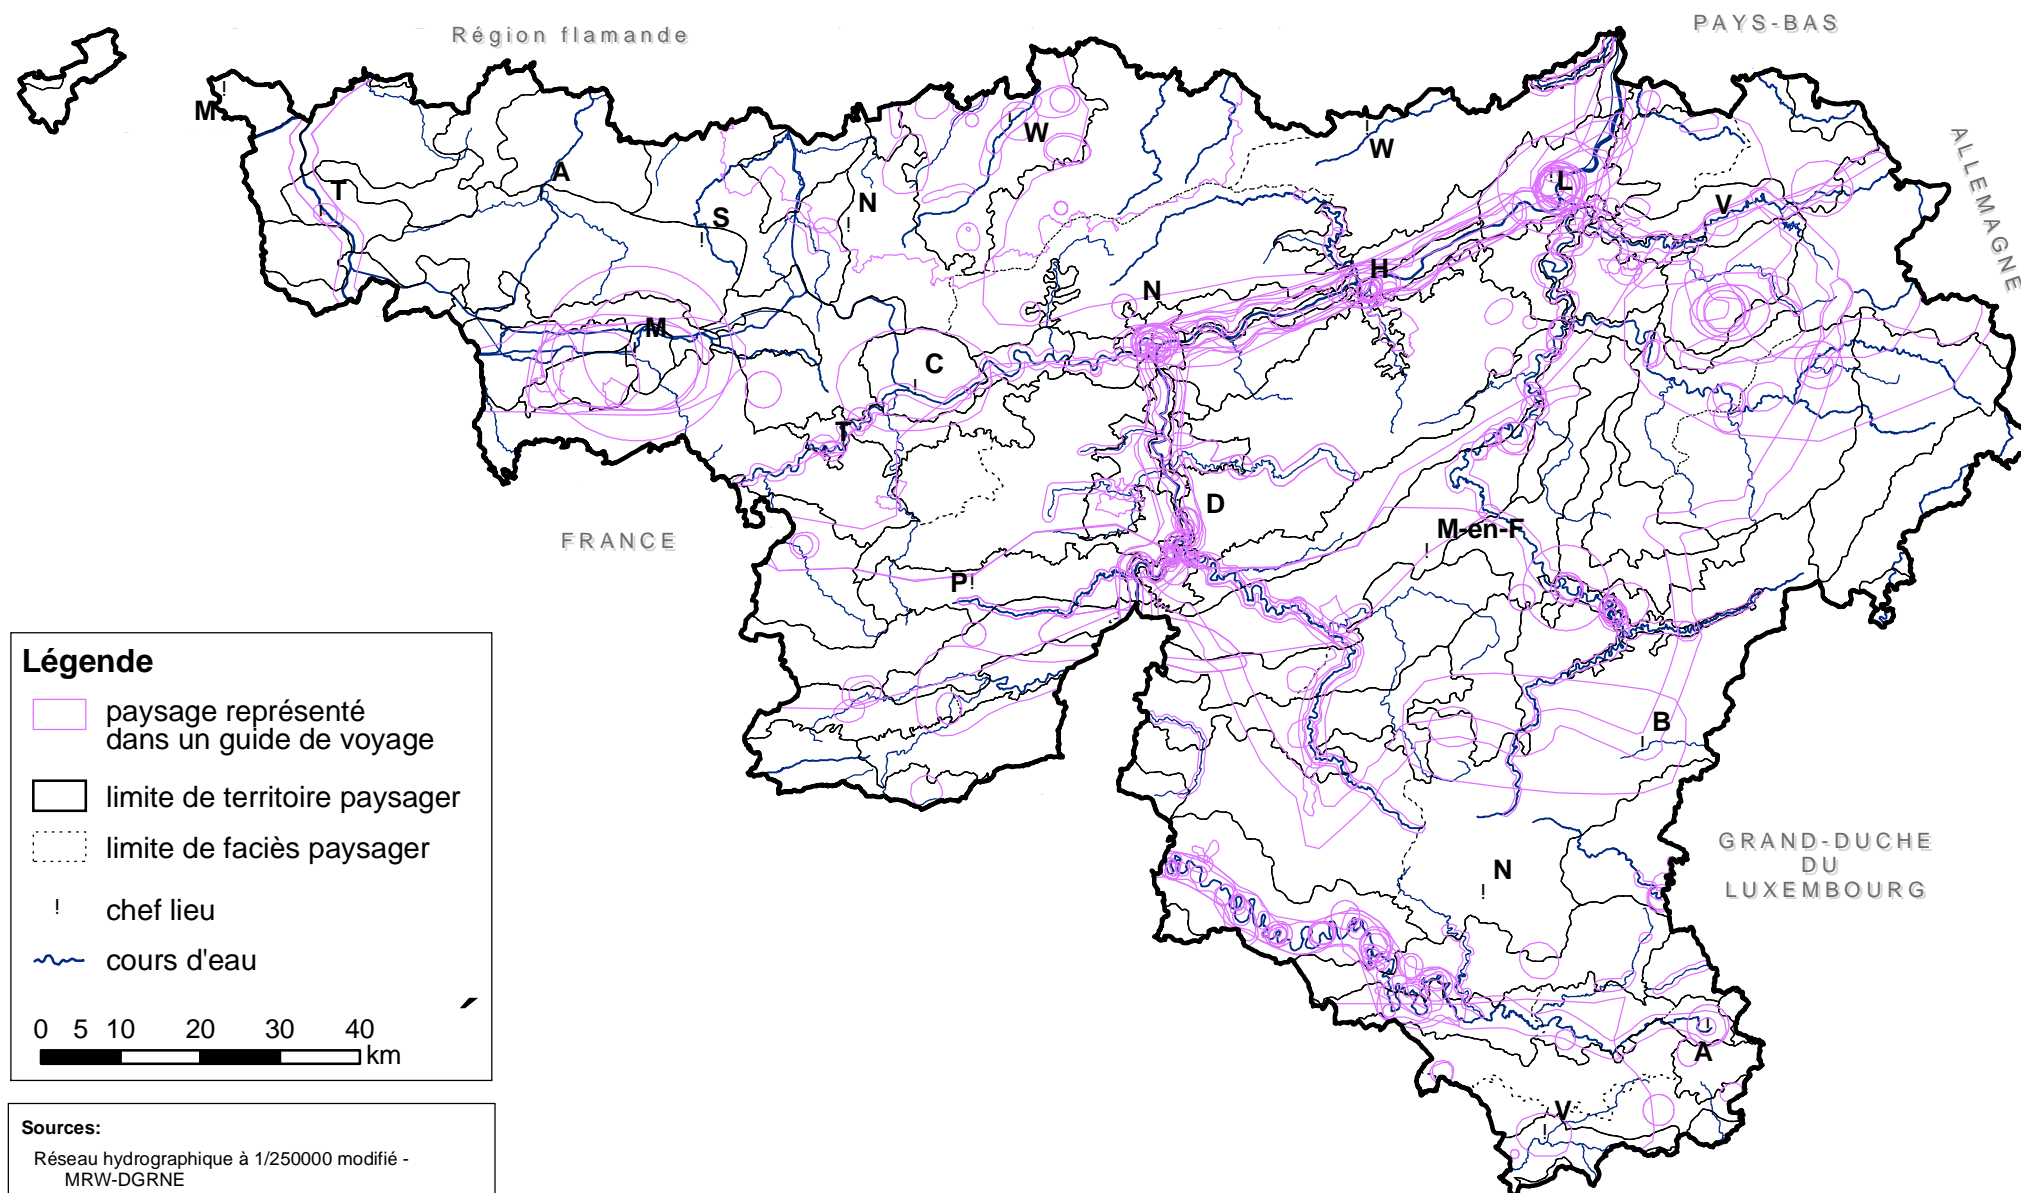 Région flamande
PAYS-BAS
ALLEMAGNE
M
T
A
S
N
W
W
L
V
H
N
M
C
T
D
FRANCE
M-en-F
P
B
N
GRAND-DUCHE
DU
LUXEMBOURG
A
V
Légende
paysage représenté
dans un guide de voyage
limite de territoire paysager
limite de faciès paysager
! chef lieu
cours d'eau
0 5 10 20 30 40
km
Sources:
Réseau hydrographique à 1/250000 modifié -
MRW-DGRNE